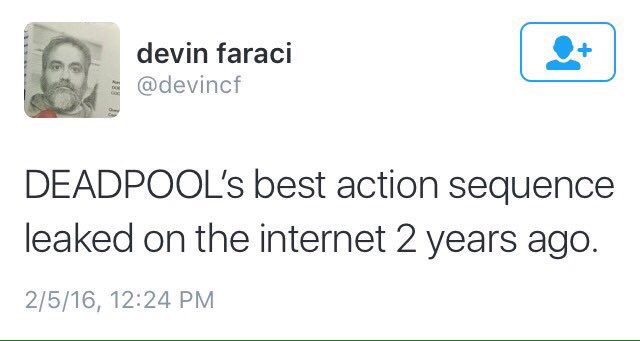 devin faraci
@devincf
DEADPOOL's best action sequence
leaked on the internet 2 years ago.
2/5/16, 12:24 PM